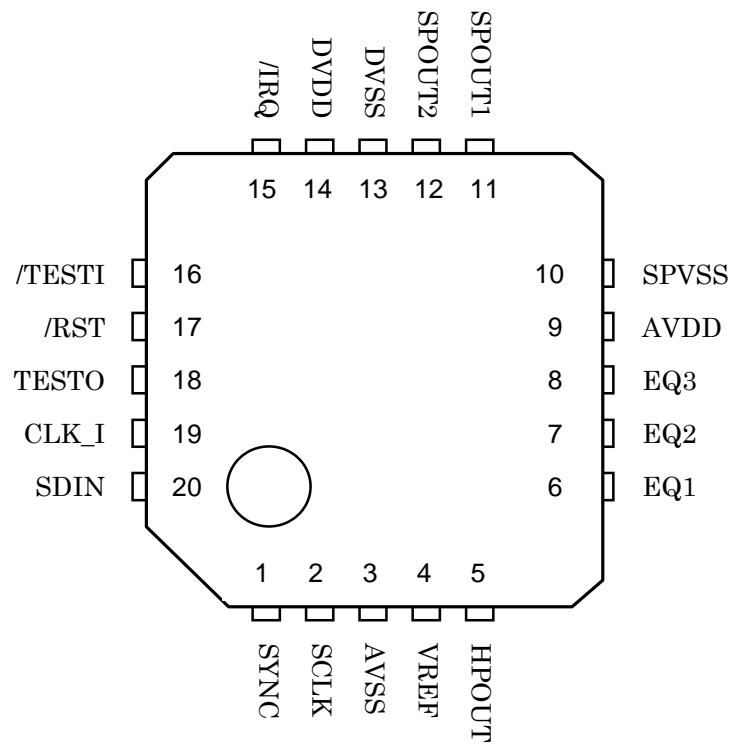 /IRQ
DVDD
DVSS
SPOUT2
SPOUT1
15 14 13 12 11
/TESTI 16 10 SPVSS
/RST 17 9 AVDD
TESTO 18 8 EQ3
CLK_I 19 7 EQ2
SDIN 20 6 EQ1
1 2 3 4 5
SYNC
SCLK
AVSS
VREF
HPOUT